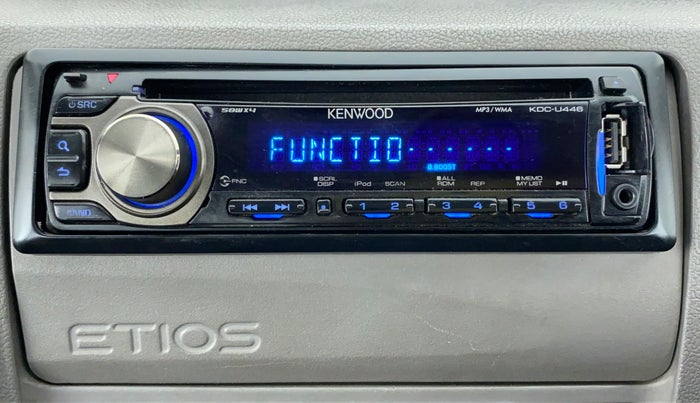 SRC
50W×4
KENWOOD
MP3/WMA
KDC-U446
FUNCTIO
B.BOOST
FNC
■SCRL
DISP
iPod
SCAN
■ALL
RDM
REP
■MEMO
MY LIST
BAND
1
2
3
4
5
6
ETIOS